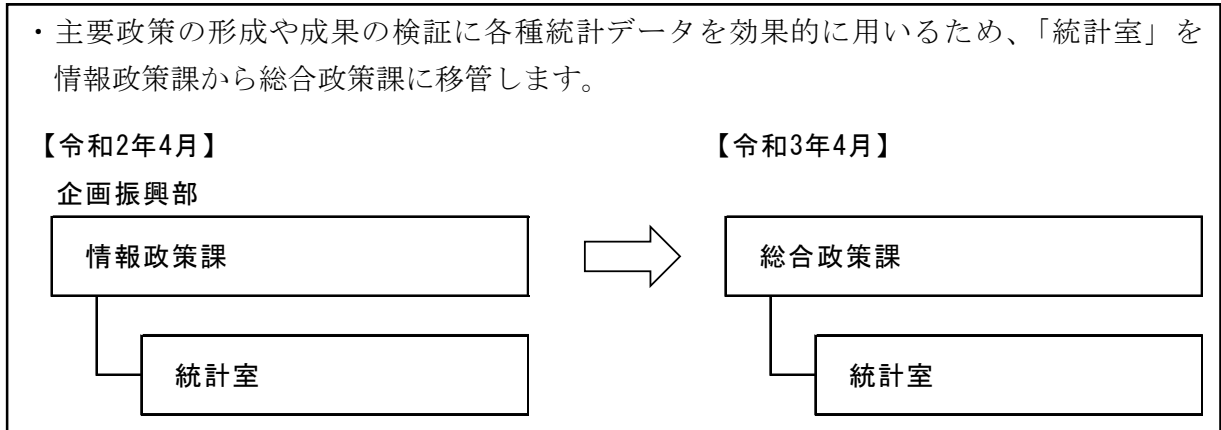 ・主要政策の形成や成果の検証に各種統計データを効果的に用いるため、「統計室」を
情報政策課から総合政策課に移管します。
【令和2年4月】
【令和3年4月】
企画振興部
情報政策課
総合政策課
統計室
統計室